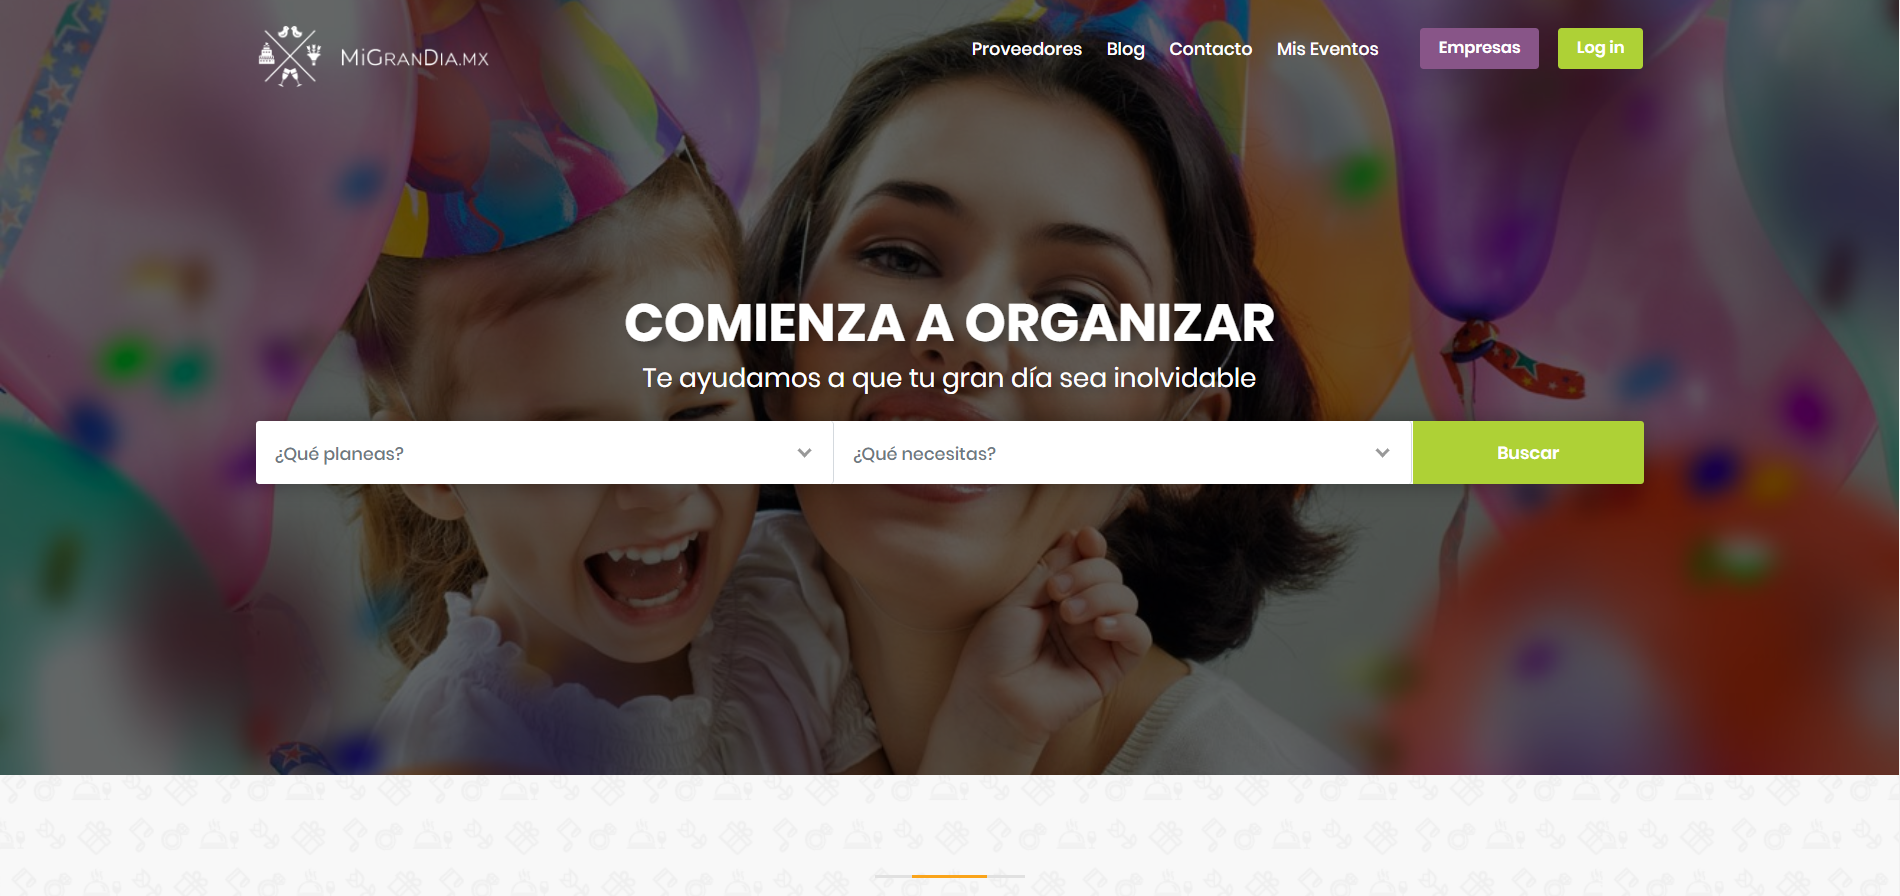 MiGranDia.mx
Proveedores Blog Contacto Mis Eventos Empresas Log in
COMIENZA A ORGANIZAR
Te ayudamos a que tu gran día sea inolvidable
¿Qué planeas? ¿Qué necesitas? Buscar